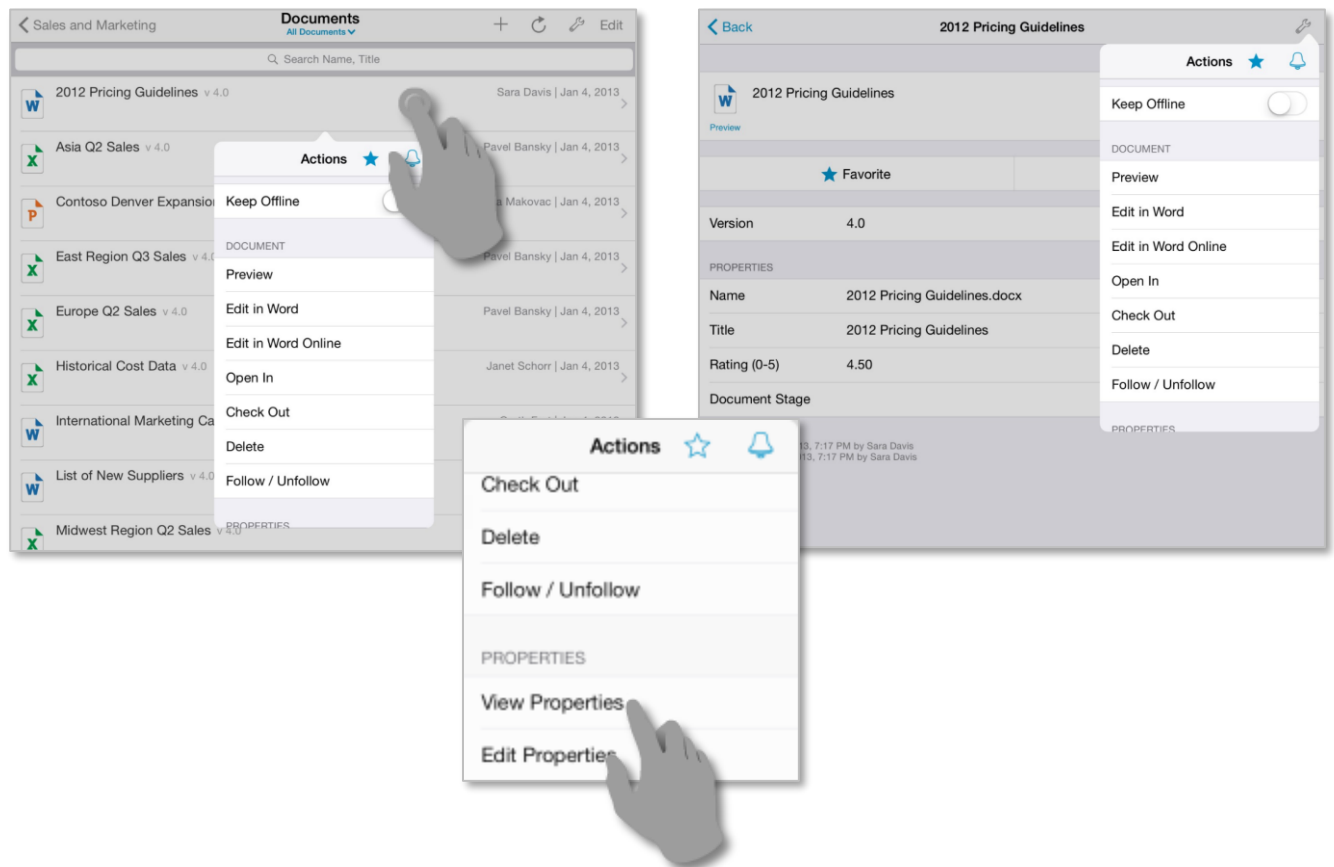 Sales and Marketing
Documents
All Documents
Edit
Search Name, Title
2012 Pricing Guidelines v 4.0
Sara Davis | Jan 4, 2013
Asia Q2 Sales v 4.0
Pavel Bansky | Jan 4, 2013
Contoso Denver Expansion
Makovac | Jan 4, 2013
East Region Q3 Sales v 4.0
Pavel Bansky | Jan 4, 2013
Europe Q2 Sales v 4.0
Pavel Bansky | Jan 4, 2013
Historical Cost Data v 4.0
Janet Schorr | Jan 4, 2013
International Marketing
List of New Suppliers v 4.0
Midwest Region Q2 Sales v 4.0
Actions
Keep Offline
DOCUMENT
Preview
Edit in Word
Edit in Word Online
Open In
Check Out
Delete
Follow / Unfollow
PROPERTIES
Back
2012 Pricing Guidelines
2012 Pricing Guidelines
Preview
Favorite
Version 4.0
PROPERTIES
Name 2012 Pricing Guidelines.docx
Title 2012 Pricing Guidelines
Rating (0-5) 4.50
Document Stage
13, 7:17 PM by Sara Davis
13, 7:17 PM by Sara Davis
Actions
Keep Offline
DOCUMENT
Preview
Edit in Word
Edit in Word Online
Open In
Check Out
Delete
Follow / Unfollow
PROPERTIES
Actions
Check Out
Delete
Follow / Unfollow
PROPERTIES
View Properties
Edit Properties